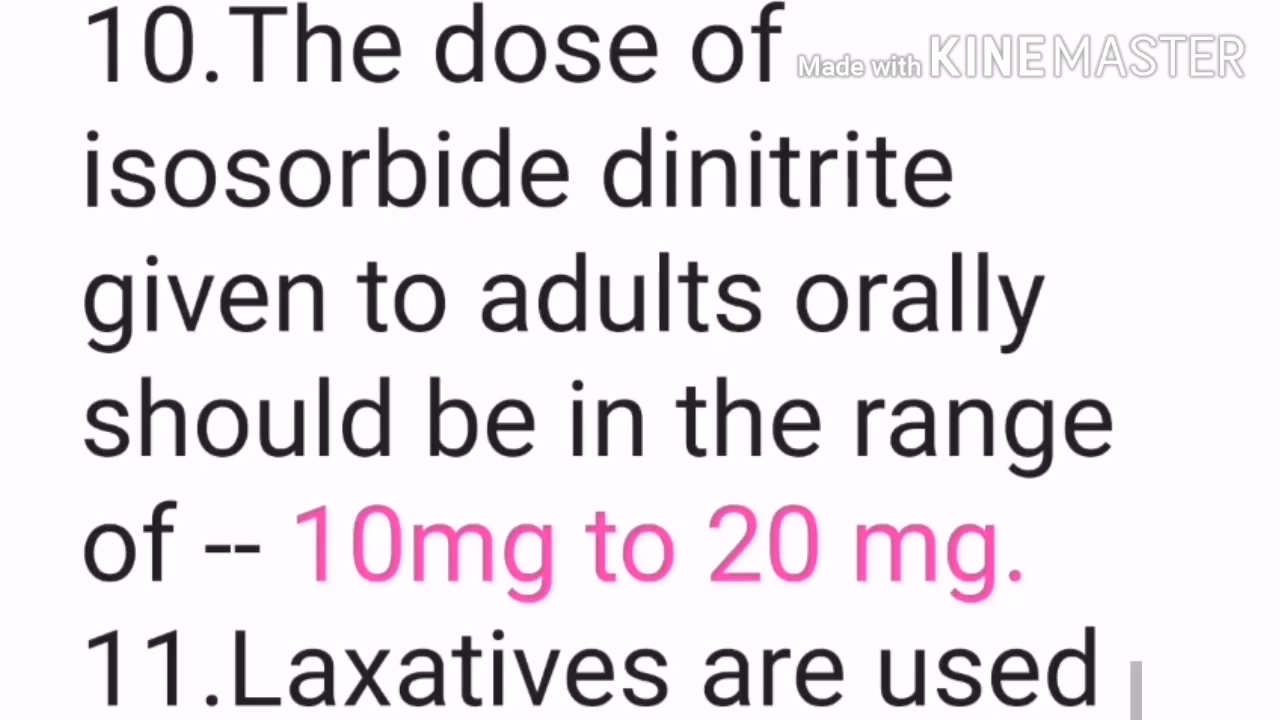 10.The dose of
Made with KINEMASTER
isosorbide dinitrite
given to adults orally
should be in the range
of -- 10mg to 20 mg.
11.Laxatives are used